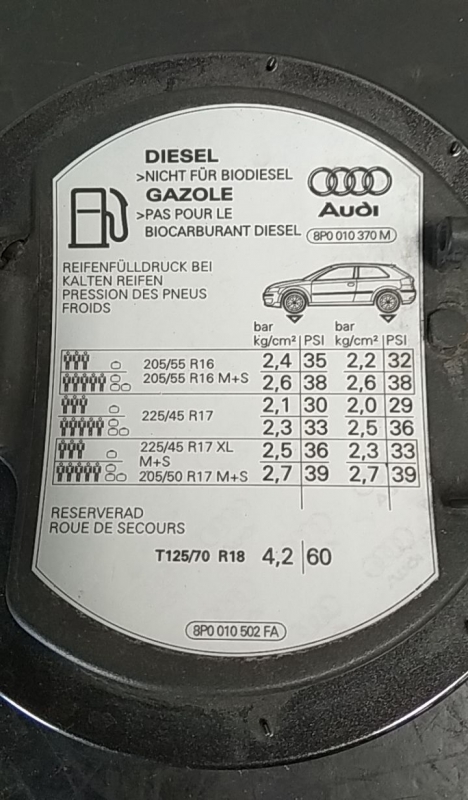 DIESEL
>NICHT FÜR BIODIESEL
GAZOLE
>PAS POUR LE
BIOCARBURANT DIESEL
Audi
8P0 010 370 M
REIFENFÜLLDRUCK BEI
KALTEN REIFEN
PRESSION DES PNEUS
FROIDS
bar kg/cm² PSI bar kg/cm² PSI
205/55 R16 2,4 35 2,2 32
205/55 R16 M+S 2,6 38 2,6 38
225/45 R17 2,1 30 2,0 29
2,3 33 2,5 36
225/45 R17 XL M+S 2,5 36 2,3 33
205/50 R17 M+S 2,7 39 2,7 39
RESERVERAD
ROUE DE SECOURS
T125/70 R18 4,2 60
8P0 010 502 FA